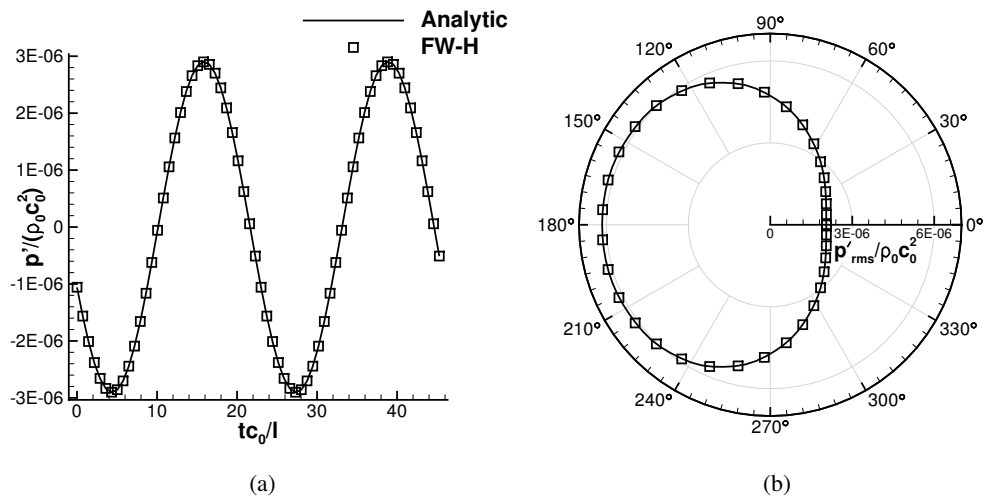 Analytic
FW-H
3E-06
2E-06
1E-06
0
-1E-06
-2E-06
-3E-06
p'/(ρ₀c₀²)
0 10 20 30 40
tc₀/l
(a)
90°
120° 60°
150° 30°
180° 0°
0 3E-06 6E-06
p'rms/ρ₀c₀²
210° 330°
240° 300°
270°
(b)